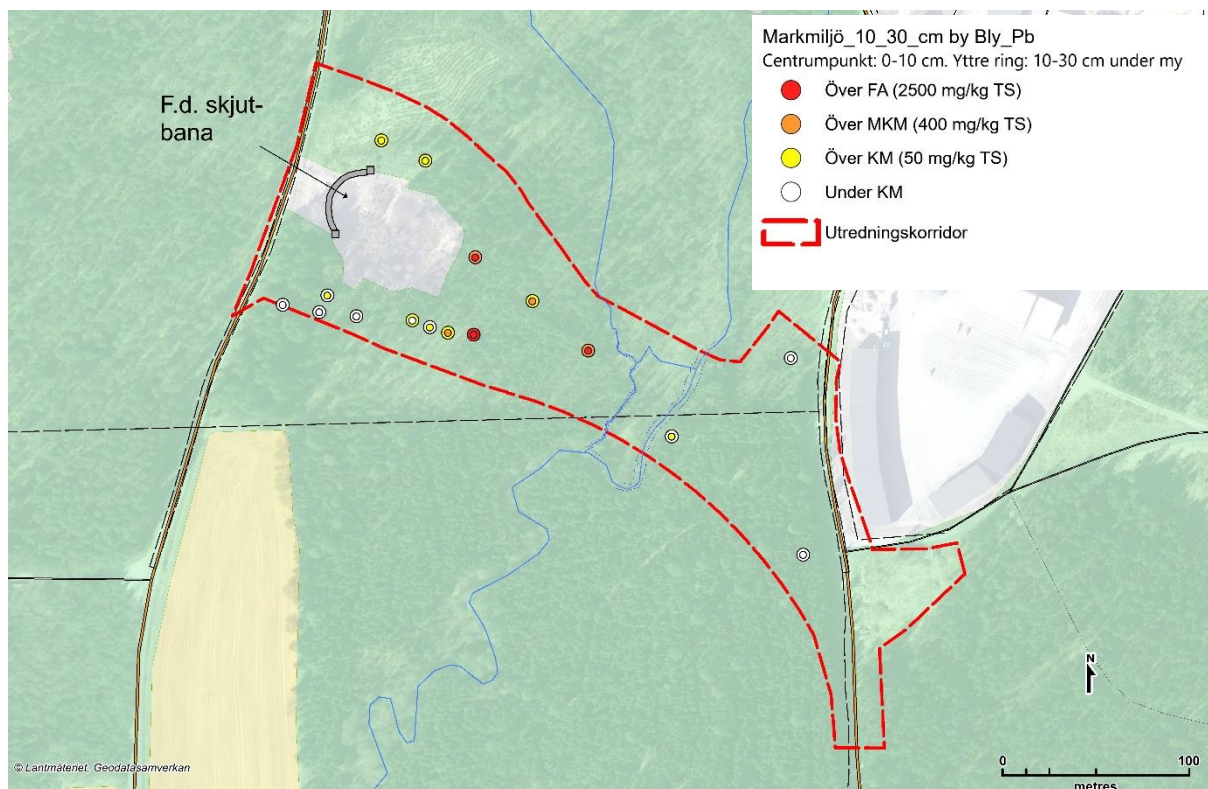 Markmiljö_10_30_cm by Bly_Pb
Centrumpunkt: 0-10 cm. Yttre ring: 10-30 cm under my
Över FA (2500 mg/kg TS)
Över MKM (400 mg/kg TS)
Över KM (50 mg/kg TS)
Under KM
Utredningskorridor
F.d. skjut-
bana
N
© Lantmäteriet, Geodatasamverkan
0 100
metres